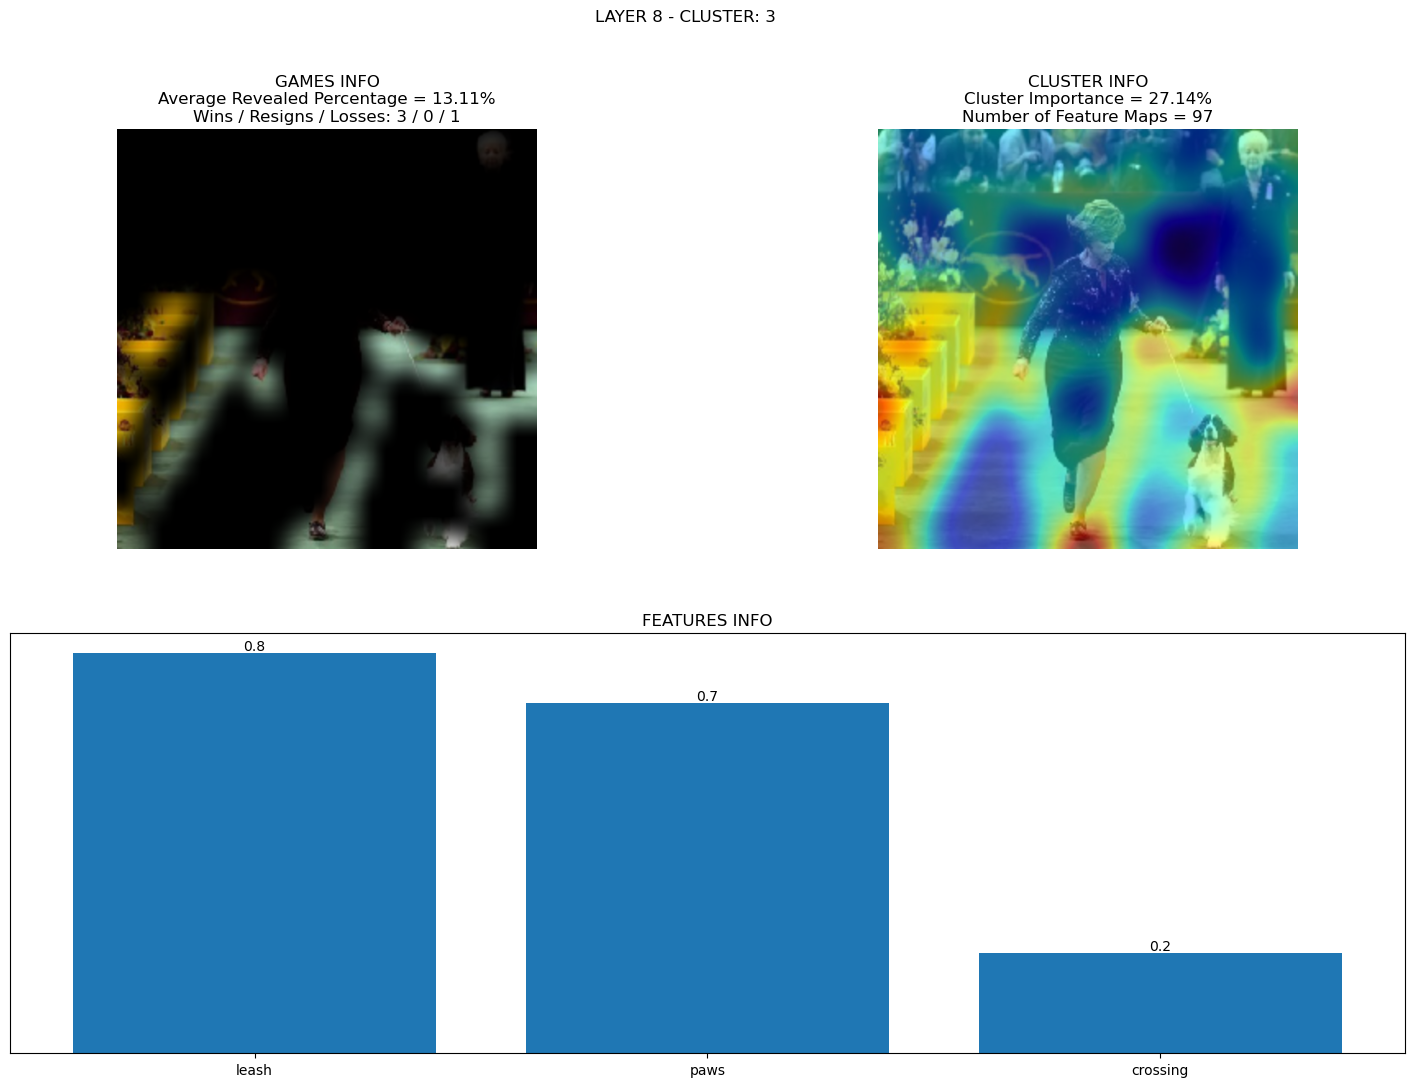 LAYER 8 - CLUSTER: 3
GAMES INFO
Average Revealed Percentage = 13.11%
Wins / Resigns / Losses: 3 / 0 / 1
CLUSTER INFO
Cluster Importance = 27.14%
Number of Feature Maps = 97
FEATURES INFO
0.8
0.7
0.2
leash
paws
crossing